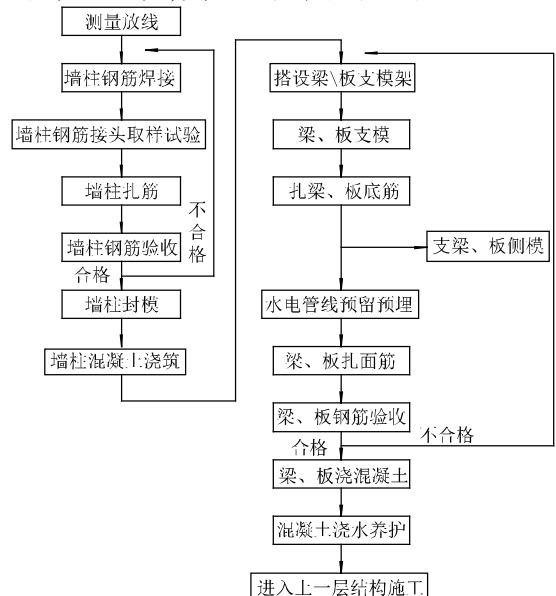 测量放线
墙柱钢筋焊接
墙柱钢筋接头取样试验
墙柱扎筋
不合格
墙柱钢筋验收
合格
墙柱封模
墙柱混凝土浇筑
搭设梁\板支模架
梁、板支模
扎梁、板底筋
支梁、板侧模
水电管线预留预埋
梁、板扎面筋
梁、板钢筋验收
合格
不合格
梁、板浇混凝土
混凝土浇水养护
进入上一层结构施工